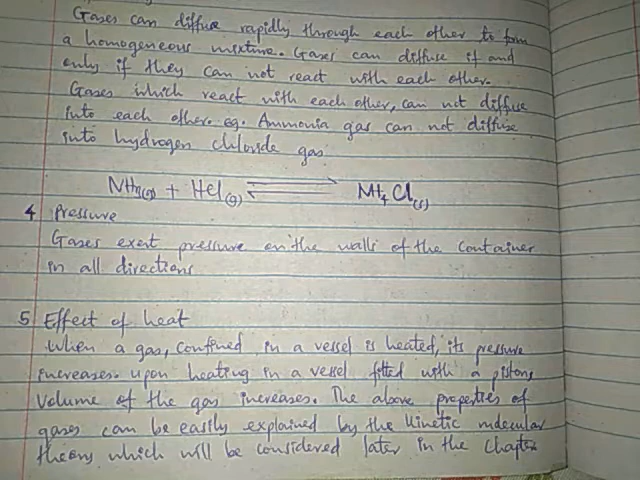 Gases can diffuse rapidly through each other to form
a homogeneous mixture. Gases can diffuse if and
only if they can not react with each other.
Gases which react with each other, can not diffuse
into each other. eg. Ammonia gas can not diffuse
into hydrogen chloride gas
NH3(g) + HCl(g) ⇌ NH4Cl(s)
4 Pressure
Gases exert pressure on the walls of the container
in all directions
5 Effect of heat
When a gas, confined in a vessel is heated, its pressure
increases. upon heating in a vessel fitted with a piston,
volume of the gas increases. The above properties of
gases can be easily explained by the kinetic molecular
theory which will be considered later in the chapter